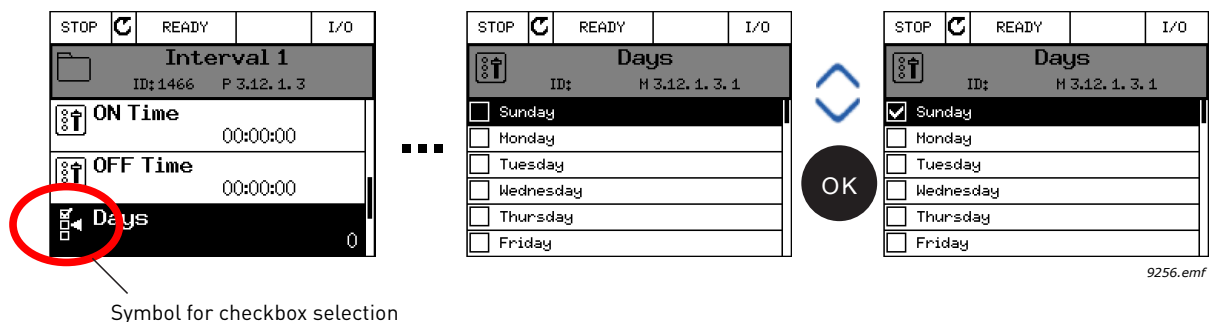 STOP READY I/O
Interval 1
ID:1466 P 3.12.1.3
ON Time
00:00:00
OFF Time
00:00:00
Days
0
Symbol for checkbox selection
STOP READY I/O
Days
ID: M 3.12.1.3.1
Sunday
Monday
Tuesday
Wednesday
Thursday
Friday
OK
STOP READY I/O
Days
ID: M 3.12.1.3.1
Sunday
Monday
Tuesday
Wednesday
Thursday
Friday
9256.emf